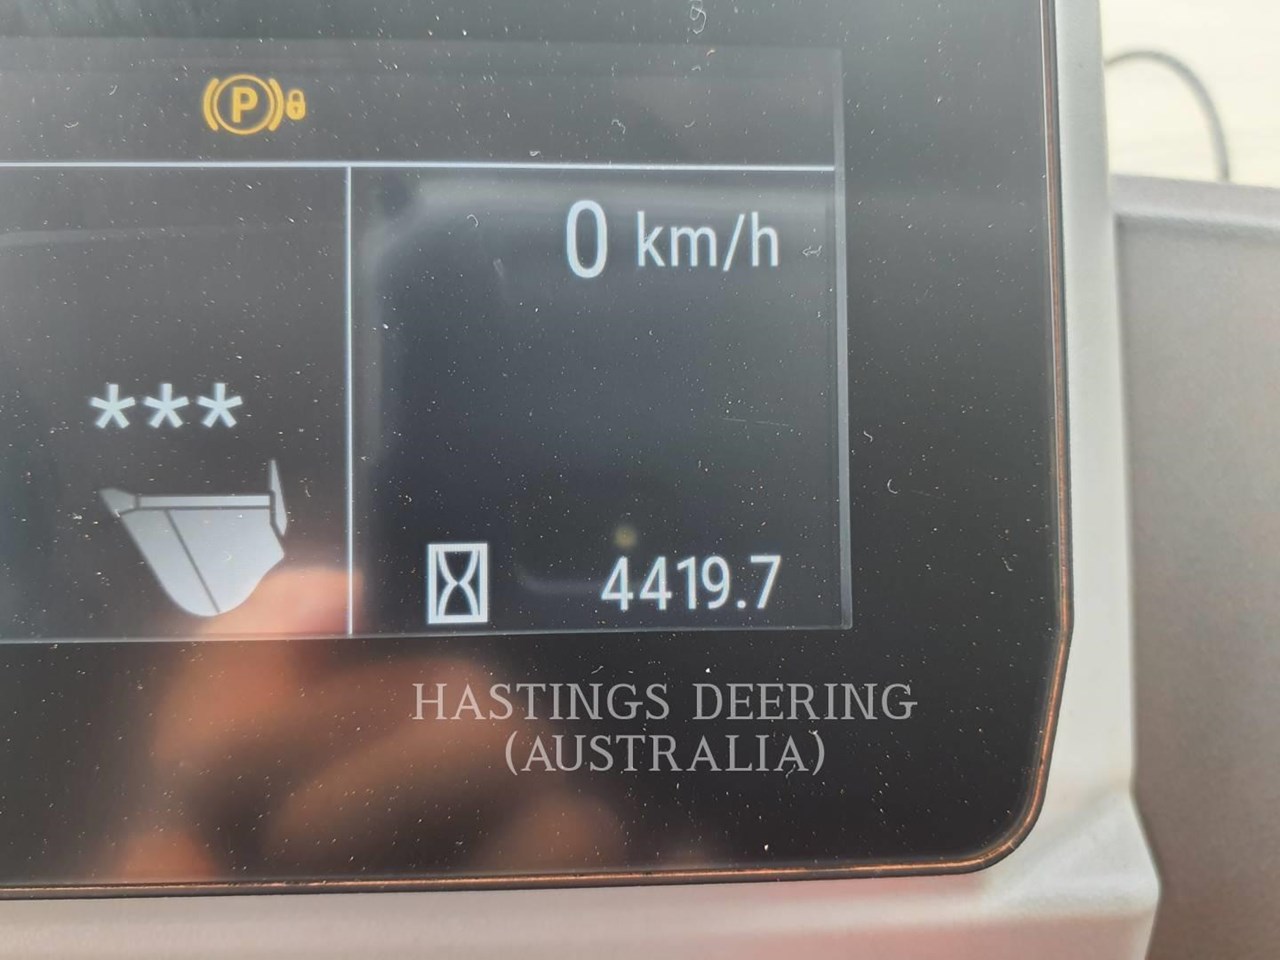 P
0 km/h
***
4419.7
HASTINGS DEERING
(AUSTRALIA)